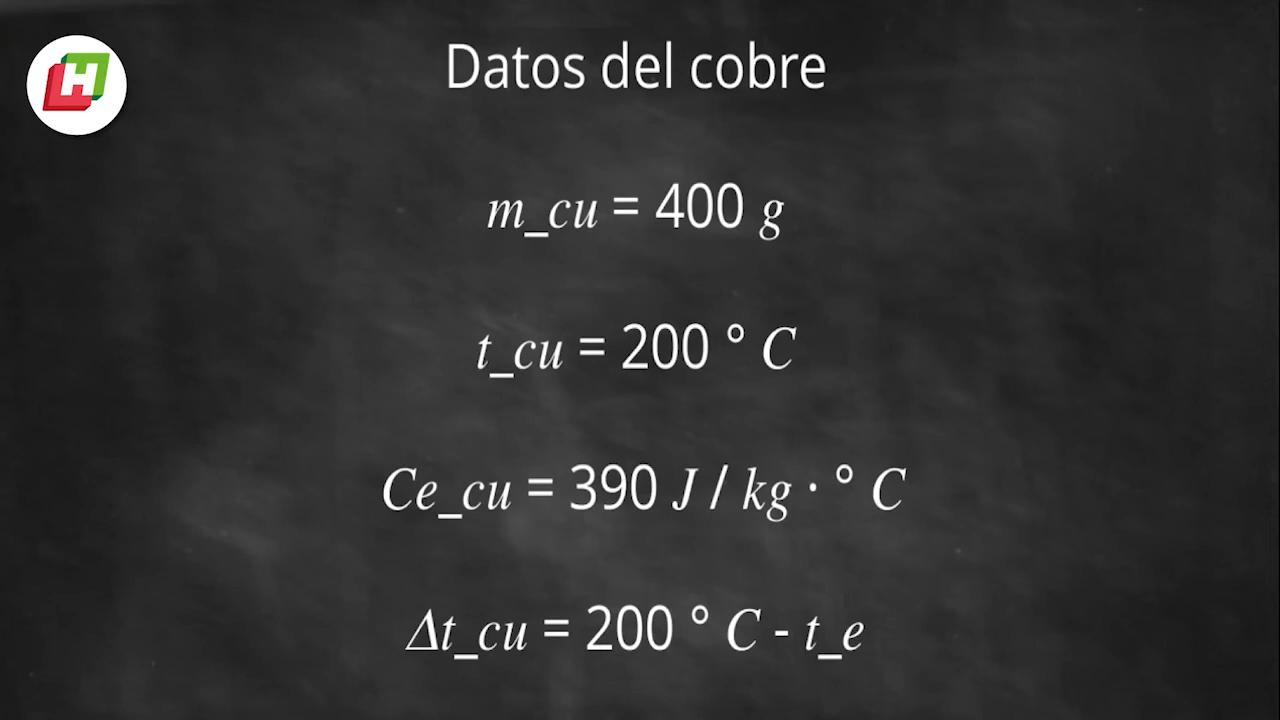 Datos del cobre
m_cu = 400 g
t_cu = 200 ° C
Ce_cu = 390 J / kg · ° C
Δt_cu = 200 ° C - t_e
H